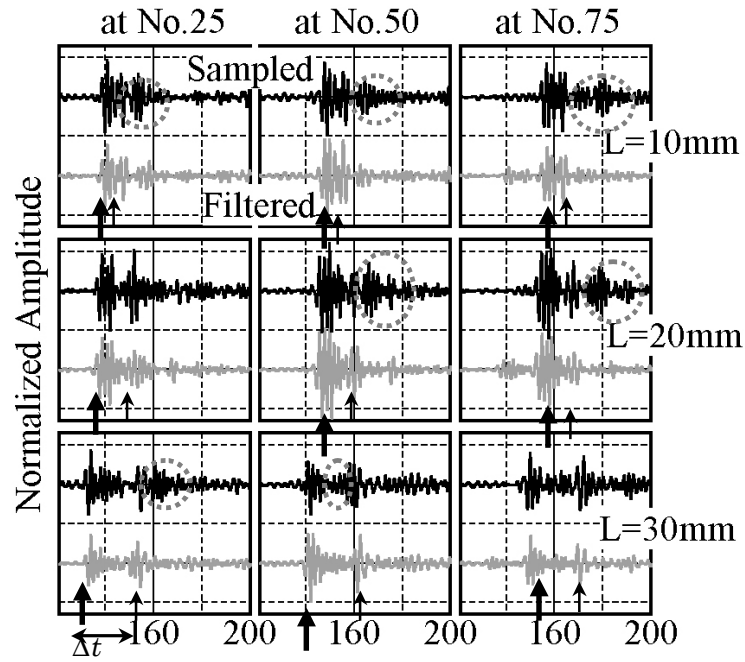 at No.25 at No.50 at No.75
Sampled
L=10mm
Filtered
Normalized Amplitude
L=20mm
L=30mm
Δt 160 200 160 200 160 200